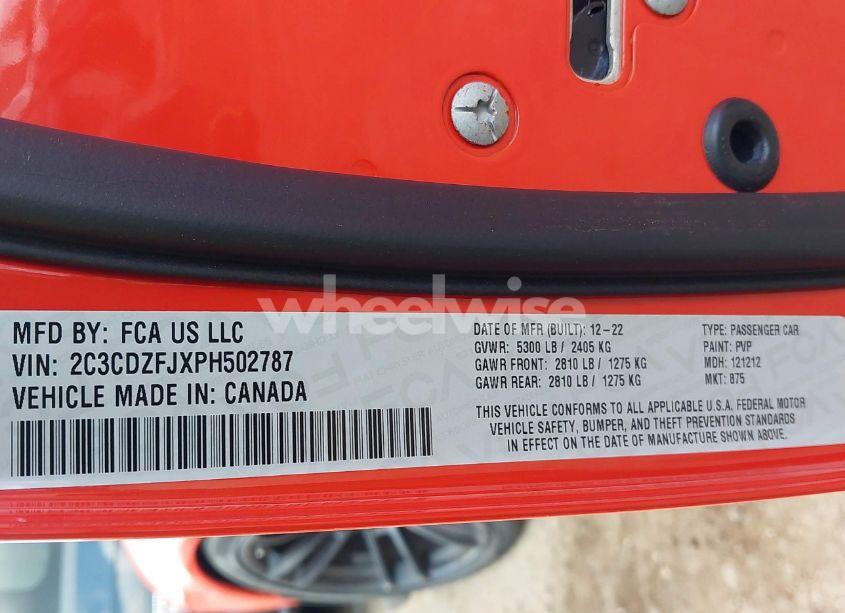 wheelwise
MFD BY: FCA US LLC
VIN: 2C3CDZFJXPH502787
VEHICLE MADE IN: CANADA
DATE OF MFR (BUILT): 12-22
GVWR: 5300 LB / 2405 KG
GAWR FRONT: 2810 LB / 1275 KG
GAWR REAR: 2810 LB / 1275 KG
TYPE: PASSENGER CAR
PAINT: PVP
MDH: 121212
MKT: 875
THIS VEHICLE CONFORMS TO ALL APPLICABLE U.S.A. FEDERAL MOTOR
VEHICLE SAFETY, BUMPER, AND THEFT PREVENTION STANDARDS
IN EFFECT ON THE DATE OF MANUFACTURE SHOWN ABOVE.